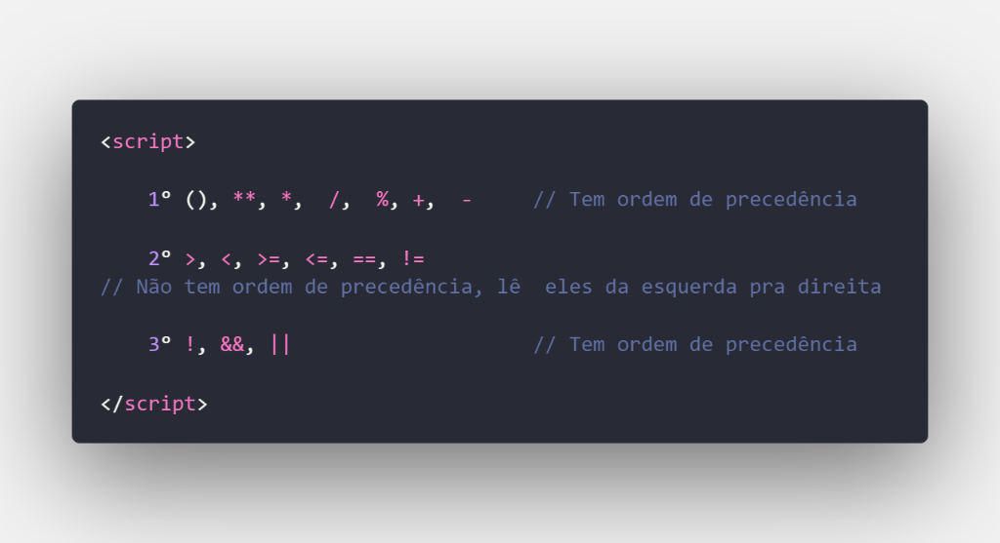 <script>
1º (), **, *, /, %, +, - // Tem ordem de precedência
2º >, <, >=, <=, ==, !=
// Não tem ordem de precedência, lê eles da esquerda pra direita
3º !, &&, || // Tem ordem de precedência
</script>